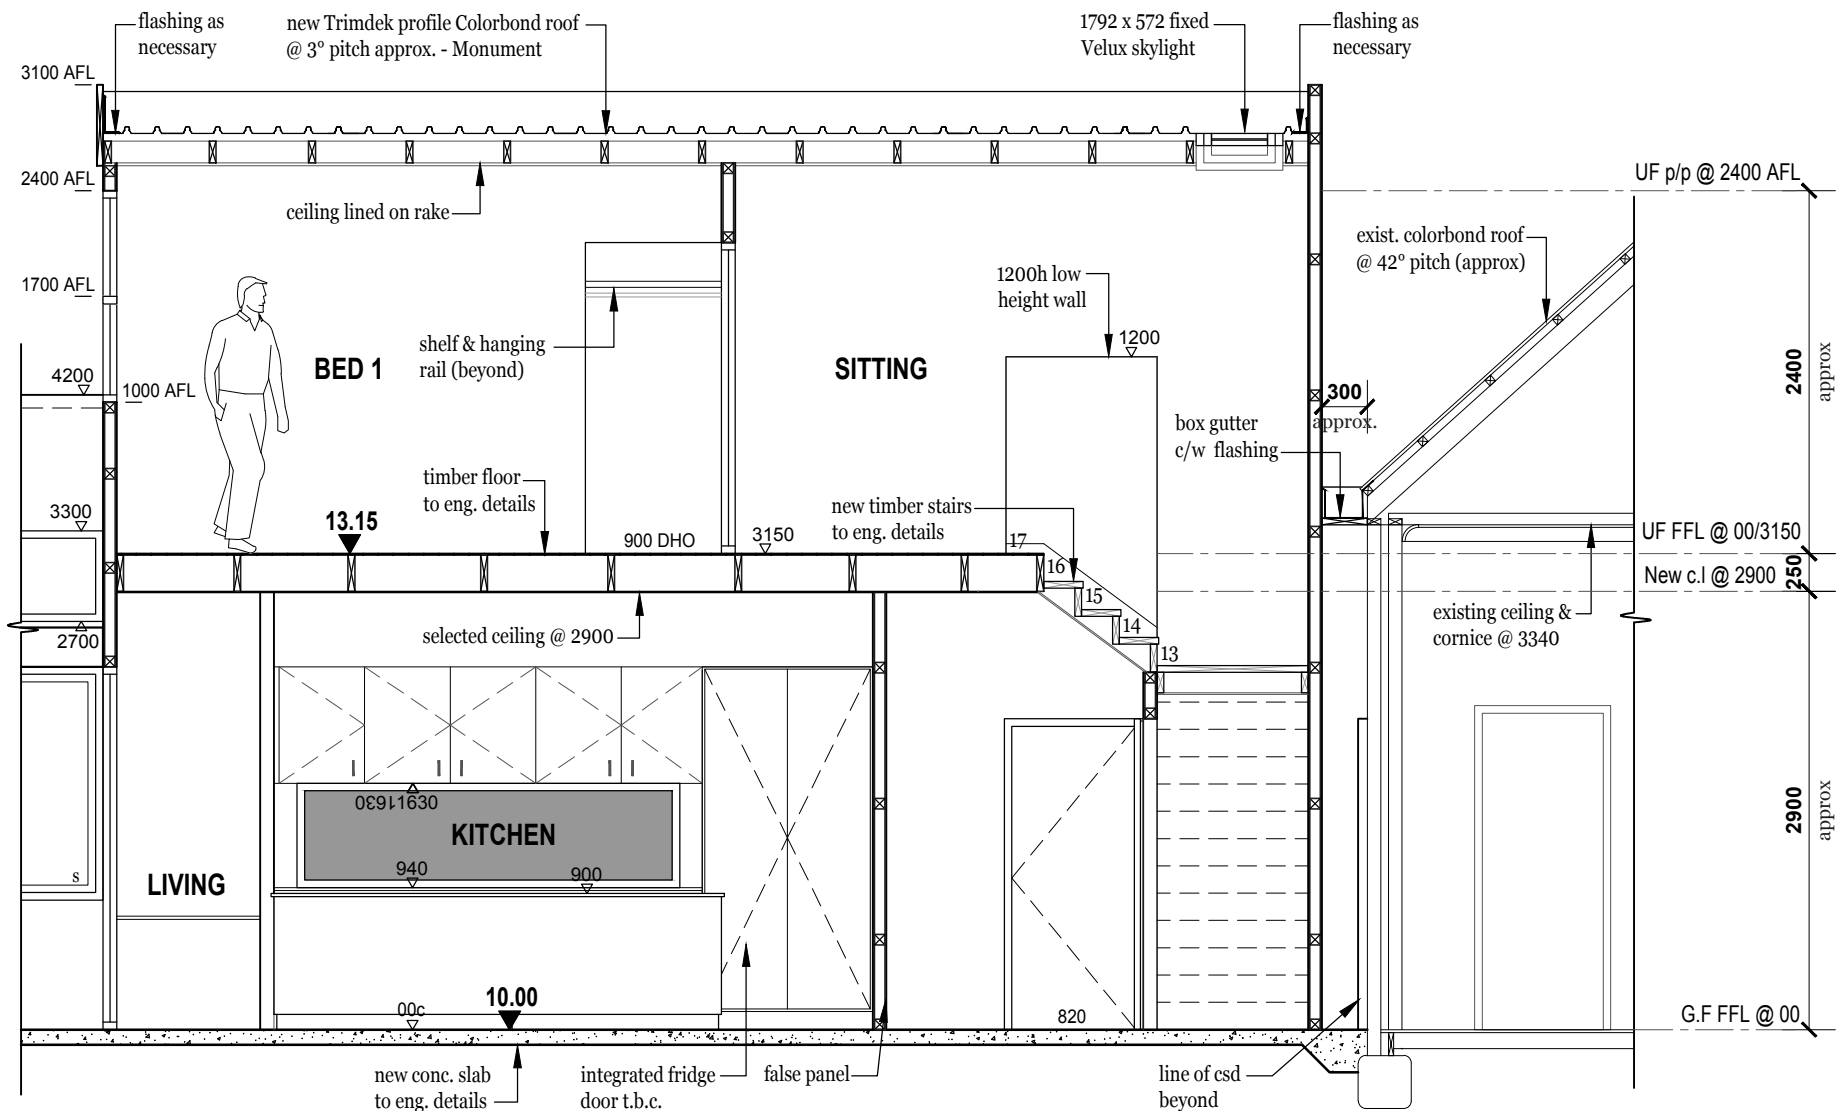 flashing as
necessary
new Trimdek profile Colorbond roof
@ 3° pitch approx. - Monument
1792 x 572 fixed
Velux skylight
flashing as
necessary
3100 AFL
2400 AFL
UF p/p @ 2400 AFL
ceiling lined on rake
exist. colorbond roof
@ 42° pitch (approx)
1700 AFL
1200h low
height wall
shelf & hanging
rail (beyond)
1200
BED 1
SITTING
2400
approx
4200
1000 AFL
300
approx.
box gutter
c/w flashing
timber floor
to eng. details
new timber stairs
to eng. details
3300
13.15
900 DHO
3150
17
16
15
14
13
UF FFL @ 00/3150
250
New c.l @ 2900
2700
selected ceiling @ 2900
existing ceiling &
cornice @ 3340
1630
1630
KITCHEN
940
900
2900
approx
s
LIVING
00c
10.00
820
G.F FFL @ 00
new conc. slab
to eng. details
integrated fridge
door t.b.c.
false panel
line of csd
beyond